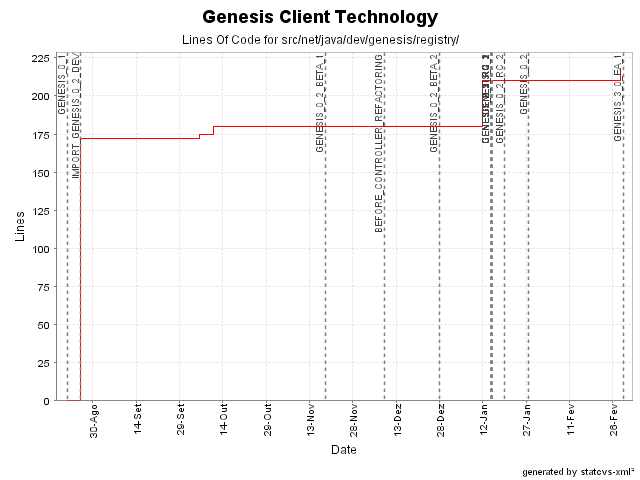 Genesis Client Technology
Lines Of Code for src/net/java/dev/genesis/registry/
Lines
225
200
175
150
125
100
75
50
25
0
GENESIS_0_1
IMPORT_GENESIS_0_2_DEV
GENESIS_0_2_BETA_1
BEFORE_CONTROLLER_REFACTORING
GENESIS_0_2_BETA_2
GENESIS_0_2_RC_2
GENESIS_0_2
GENESIS_3_0_EA_1
30-Ago
14-Set
29-Set
14-Out
29-Out
13-Nov
28-Nov
13-Dez
28-Dez
12-Jan
27-Jan
11-Fev
26-Fev
Date
generated by statcvs-xml²